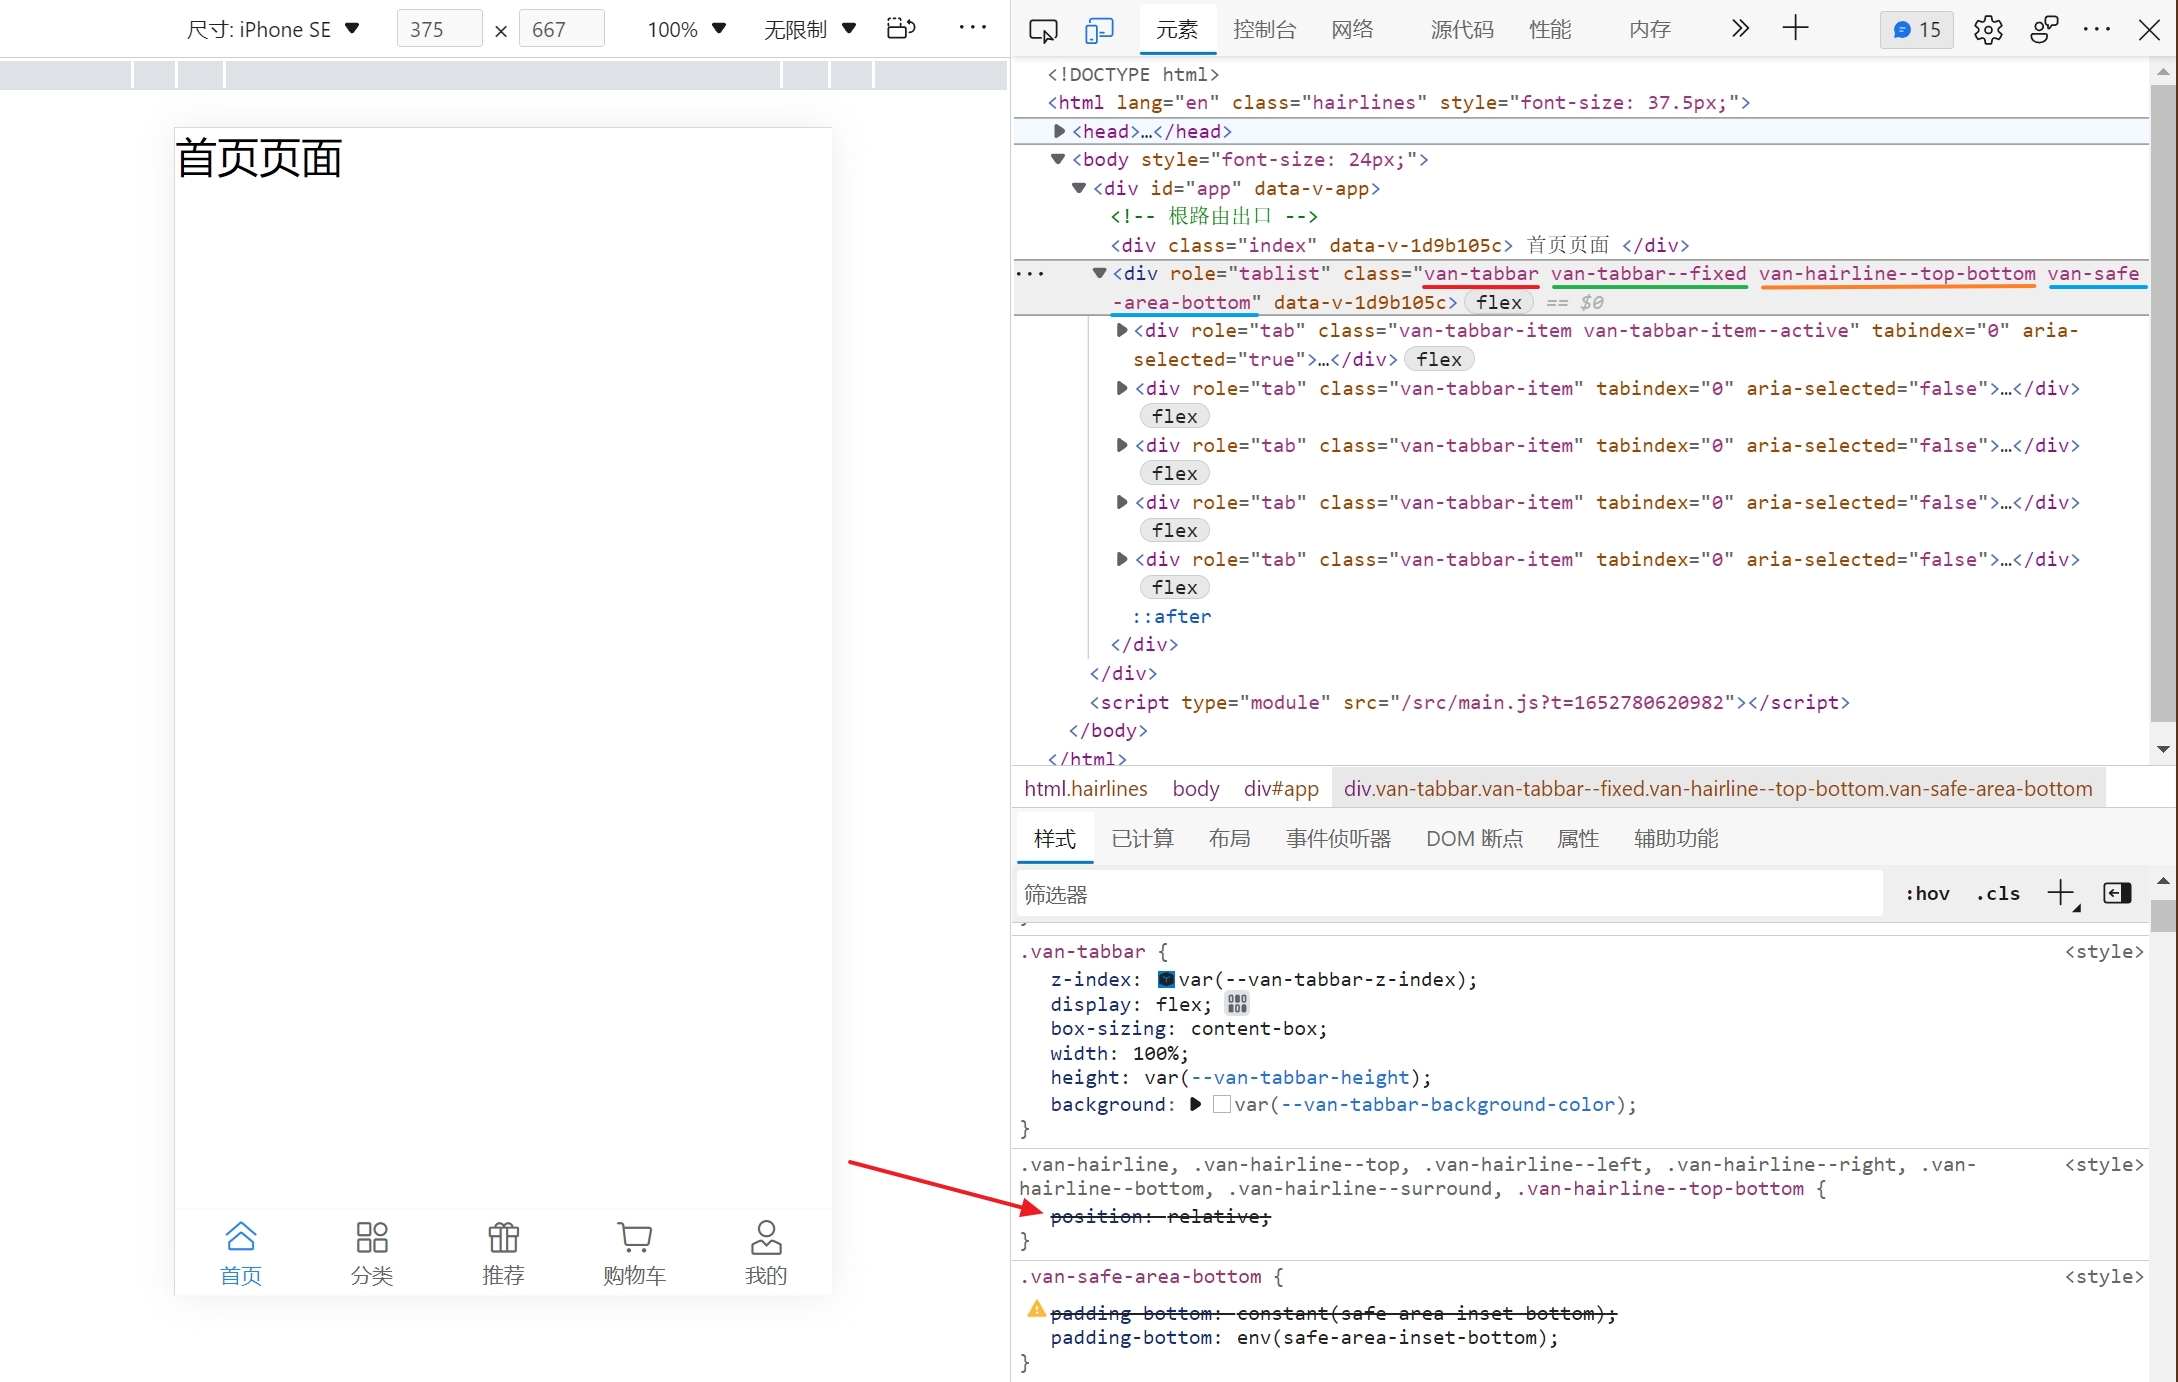 尺寸: iPhone SE ▼ 375 × 667 100% ▼ 无限制 ▼ ···
元素 控制台 网络 源代码 性能 内存 15
首页页面
首页 分类 推荐 购物车 我的
<!DOCTYPE html>
<html lang="en" class="hairlines" style="font-size: 37.5px;">
<head>…</head>
<body style="font-size: 24px;">
<div id="app" data-v-app>
<!-- 根路由出口 -->
<div class="index" data-v-1d9b105c> 首页页面 </div>
<div role="tablist" class="van-tabbar van-tabbar--fixed van-hairline--top-bottom van-safe
-area-bottom" data-v-1d9b105c> flex == $0
<div role="tab" class="van-tabbar-item van-tabbar-item--active" tabindex="0" aria-
selected="true">…</div> flex
<div role="tab" class="van-tabbar-item" tabindex="0" aria-selected="false">…</div>
flex
<div role="tab" class="van-tabbar-item" tabindex="0" aria-selected="false">…</div>
flex
<div role="tab" class="van-tabbar-item" tabindex="0" aria-selected="false">…</div>
flex
<div role="tab" class="van-tabbar-item" tabindex="0" aria-selected="false">…</div>
flex
::after
</div>
</div>
<script type="module" src="/src/main.js?t=1652780620982"></script>
</body>
</html>
html.hairlines body div#app div.van-tabbar.van-tabbar--fixed.van-hairline--top-bottom.van-safe-area-bottom
样式 已计算 布局 事件侦听器 DOM 断点 属性 辅助功能
筛选器 :hov .cls
.van-tabbar { <style>
z-index: var(--van-tabbar-z-index);
display: flex;
box-sizing: content-box;
width: 100%;
height: var(--van-tabbar-height);
background: var(--van-tabbar-background-color);
}
.van-hairline, .van-hairline--top, .van-hairline--left, .van-hairline--right, .van- <style>
hairline--bottom, .van-hairline--surround, .van-hairline--top-bottom {
position: relative;
}
.van-safe-area-bottom { <style>
padding-bottom: constant(safe-area-inset-bottom);
padding-bottom: env(safe-area-inset-bottom);
}